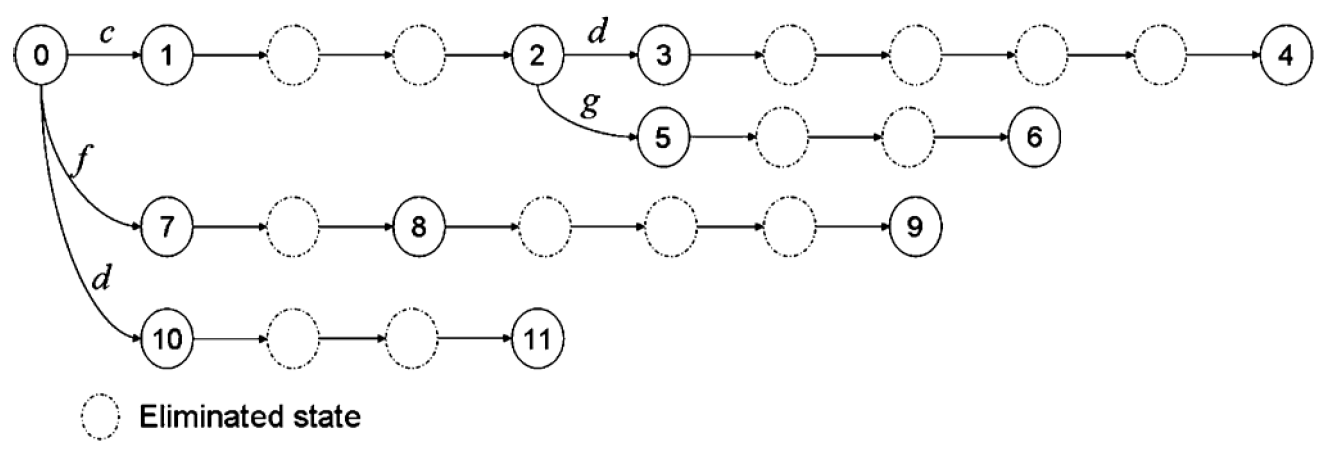 0 c 1 2 d 3 4
g 5 6
f 7 8 9
d 10 11
Eliminated state